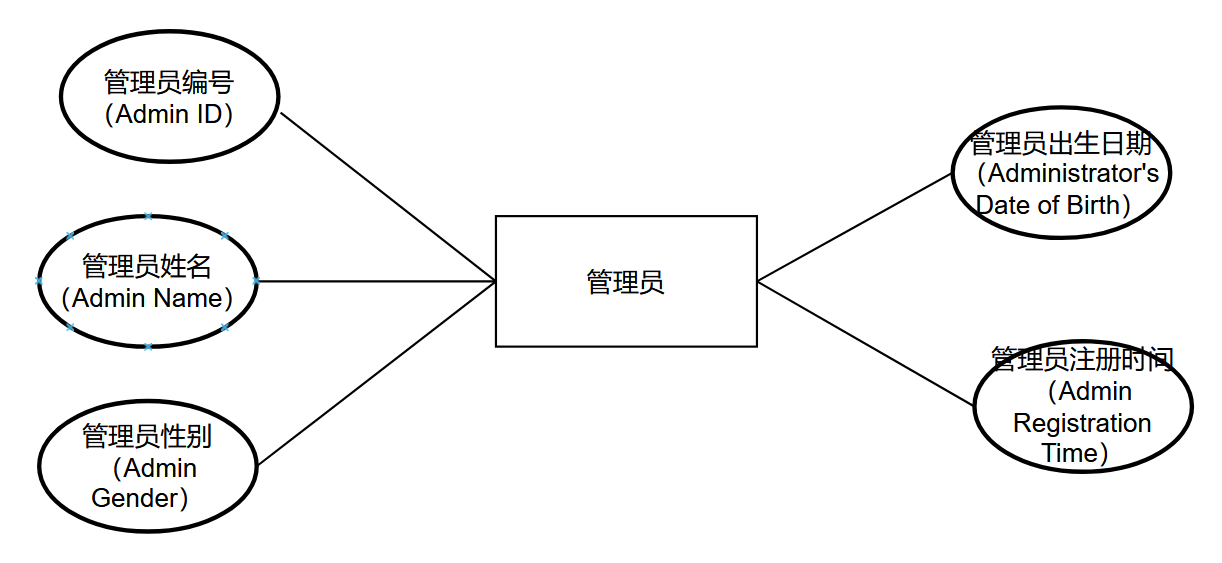 管理员编号
（Admin ID）
管理员姓名
（Admin Name）
管理员性别
（Admin
Gender）
管理员
管理员出生日期
（Administrator's
Date of Birth）
管理员注册时间
（Admin
Registration
Time）